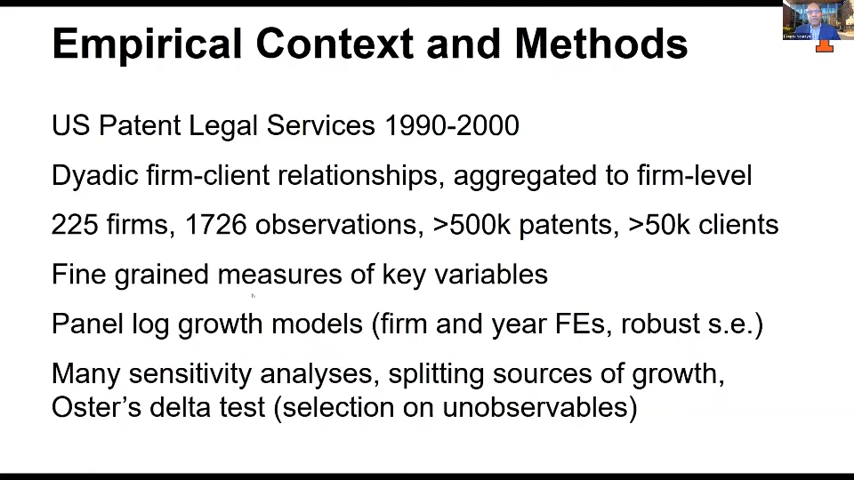 Empirical Context and Methods
US Patent Legal Services 1990-2000
Dyadic firm-client relationships, aggregated to firm-level
225 firms, 1726 observations, >500k patents, >50k clients
Fine grained measures of key variables
Panel log growth models (firm and year FEs, robust s.e.)
Many sensitivity analyses, splitting sources of growth,
Oster's delta test (selection on unobservables)